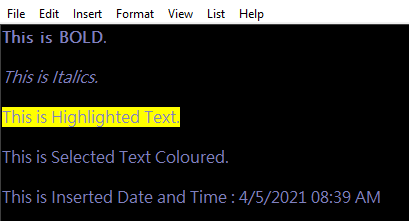 File Edit Insert Format View List Help
This is BOLD.
This is Italics.
This is Highlighted Text.
This is Selected Text Coloured.
This is Inserted Date and Time : 4/5/2021 08:39 AM